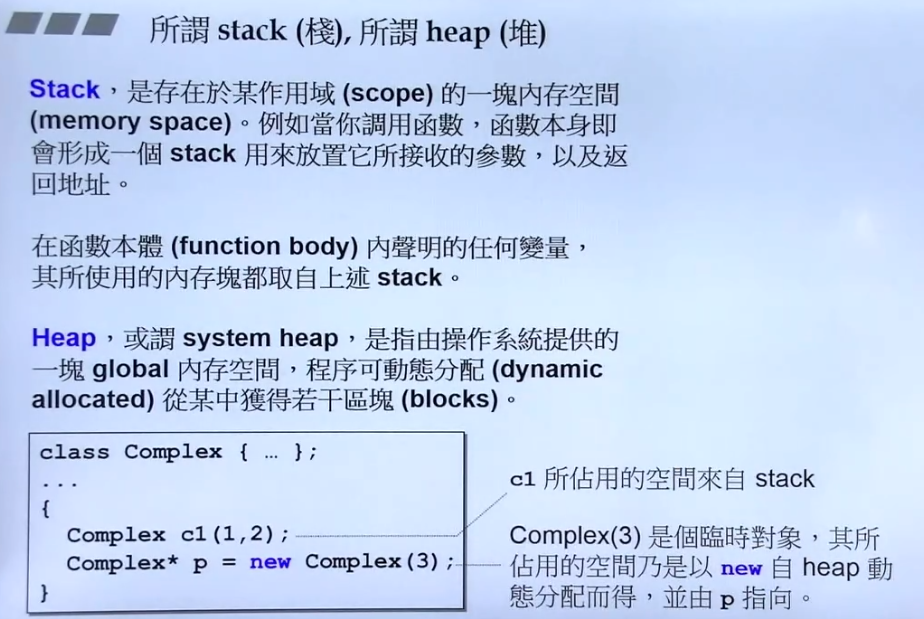 所謂 stack (棧), 所謂 heap (堆)
Stack，是存在於某作用域 (scope) 的一塊內存空間
(memory space)。例如當你調用函數，函數本身即
會形成一個 stack 用來放置它所接收的參數，以及返
回地址。
在函數本體 (function body) 內聲明的任何變量，
其所使用的內存塊都取自上述 stack。
Heap，或謂 system heap，是指由操作系統提供的
一塊 global 內存空間，程序可動態分配 (dynamic
allocated) 從某中獲得若干區塊 (blocks)。
class Complex { … };
...
{
Complex c1(1,2);
Complex* p = new Complex(3);
}
c1 所佔用的空間來自 stack
Complex(3) 是個臨時對象，其所
佔用的空間乃是以 new 自 heap 動
態分配而得，並由 p 指向。